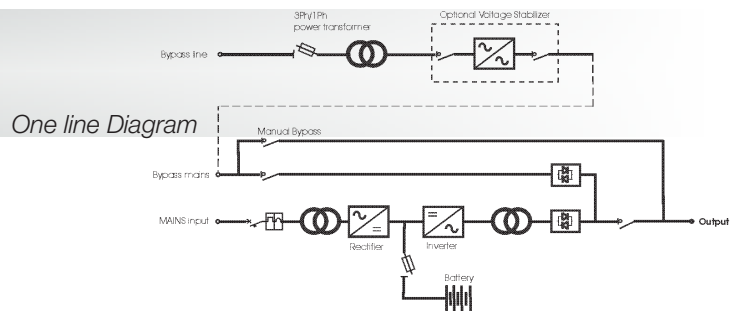 3Ph/1Ph
power transformer
Optional Voltage Stabilizer
Bypass line
One line Diagram
Manual Bypass
Bypass mains
MAINS input
Output
Rectifier
Inverter
Battery